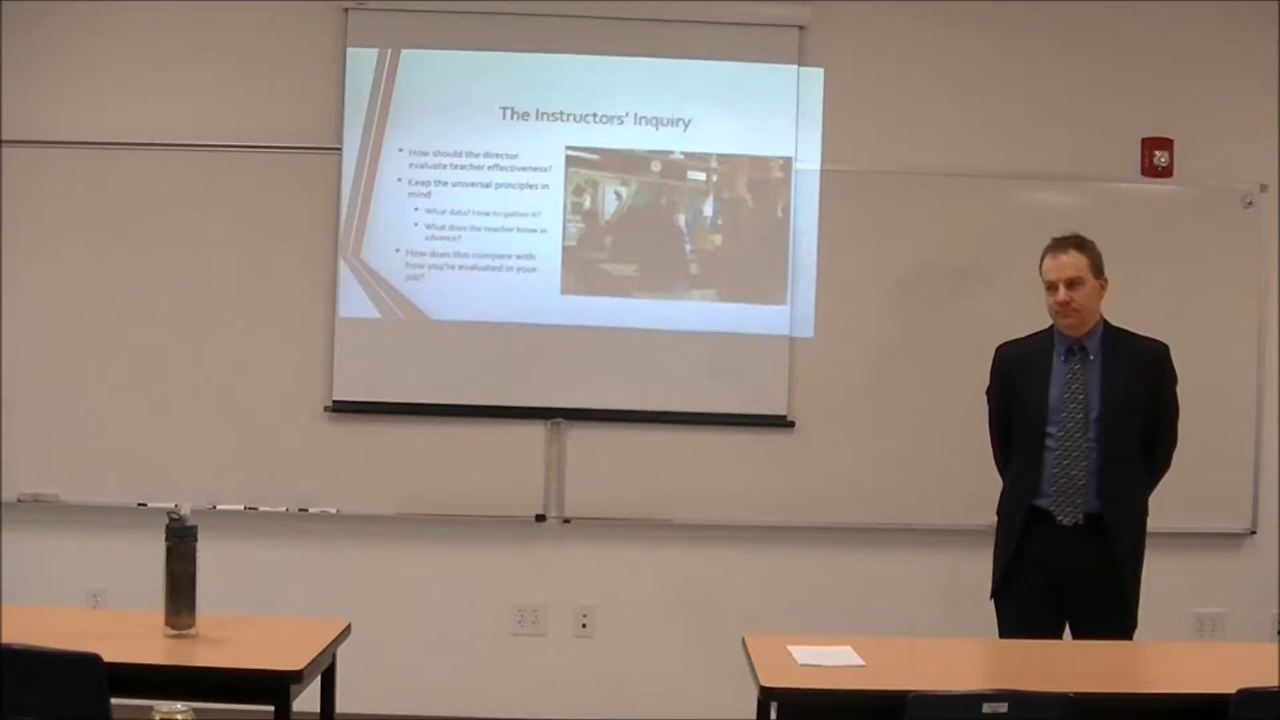 The Instructors' Inquiry
How should the director
evaluate teacher effectiveness?
Keep the universal principles in
mind
What data? How to gather it?
What does the teacher know in
advance?
How does this compare with
how you're evaluated in your
job?